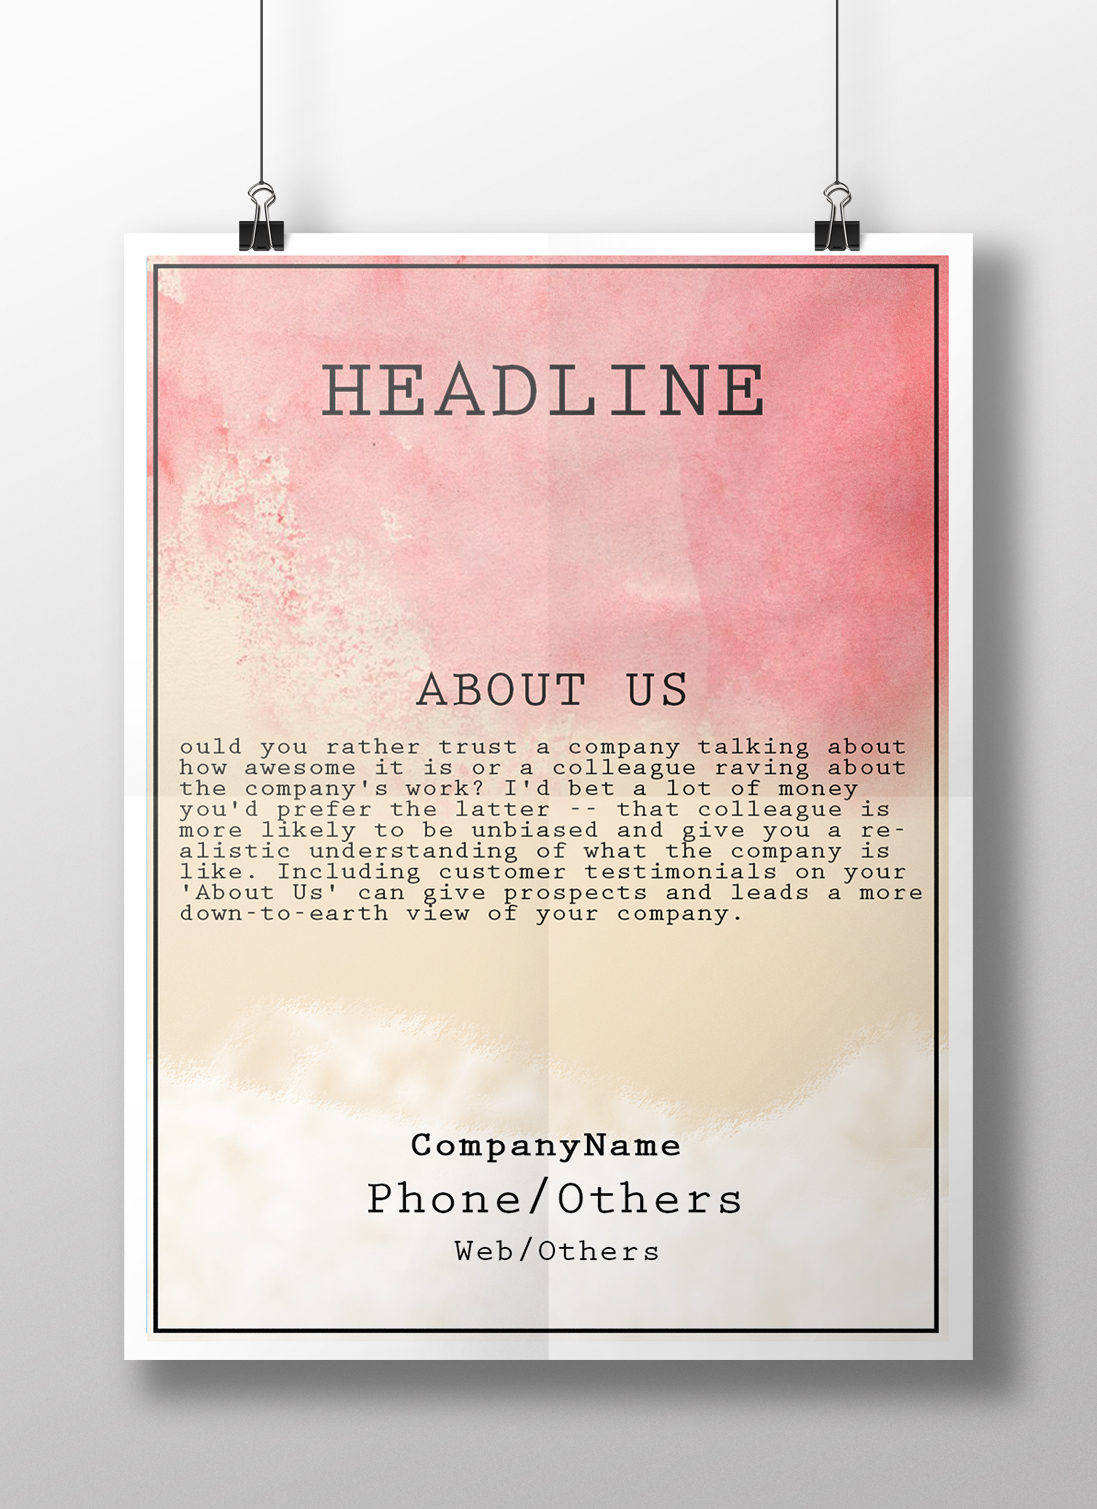 HEADLINE
ABOUT US
ould you rather trust a company talking about
how awesome it is or a colleague raving about
the company's work? I'd bet a lot of money
you'd prefer the latter -- that colleague is
more likely to be unbiased and give you a re-
alistic understanding of what the company is
like. Including customer testimonials on your
'About Us' can give prospects and leads a more
down-to-earth view of your company.
CompanyName
Phone/Others
Web/Others